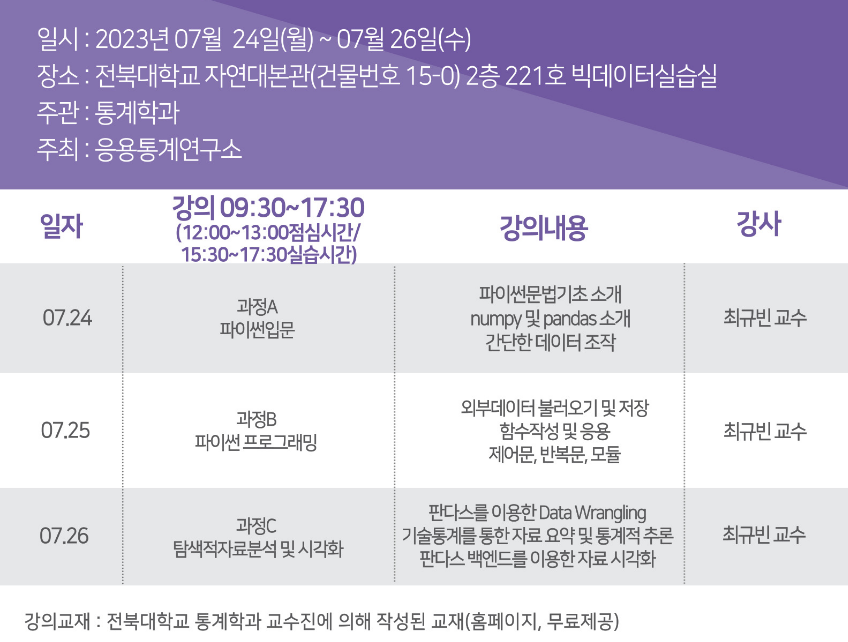 일시 : 2023년 07월 24일(월) ~ 07월 26일(수)
장소 : 전북대학교 자연대본관(건물번호 15-0) 2층 221호 빅데이터실습실
주관 : 통계학과
주최 : 응용통계연구소
일자
강의 09:30~17:30
(12:00~13:00점심시간/
15:30~17:30실습시간)
강의내용
강사
07.24
과정A
파이썬입문
파이썬문법기초 소개
numpy 및 pandas 소개
간단한 데이터 조작
최규빈 교수
07.25
과정B
파이썬 프로그래밍
외부데이터 불러오기 및 저장
함수작성 및 응용
제어문, 반복문, 모듈
최규빈 교수
07.26
과정C
탐색적자료분석 및 시각화
판다스를 이용한 Data Wrangling
기술통계를 통한 자료 요약 및 통계적 추론
판다스 백엔드를 이용한 자료 시각화
최규빈 교수
강의교재 : 전북대학교 통계학과 교수진에 의해 작성된 교재(홈페이지, 무료제공)